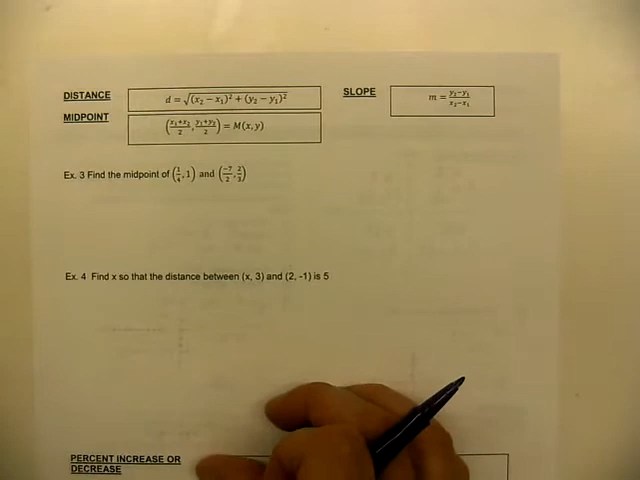 DISTANCE
d = √(x₂ − x₁)² + (y₂ − y₁)²
SLOPE
m = y₂−y₁/x₂−x₁
MIDPOINT
(x₁+x₂/2, y₁+y₂/2) = M(x, y)
Ex. 3 Find the midpoint of (1/4, 1) and (−7/2, 2/3)
Ex. 4 Find x so that the distance between (x, 3) and (2, -1) is 5
PERCENT INCREASE OR
DECREASE